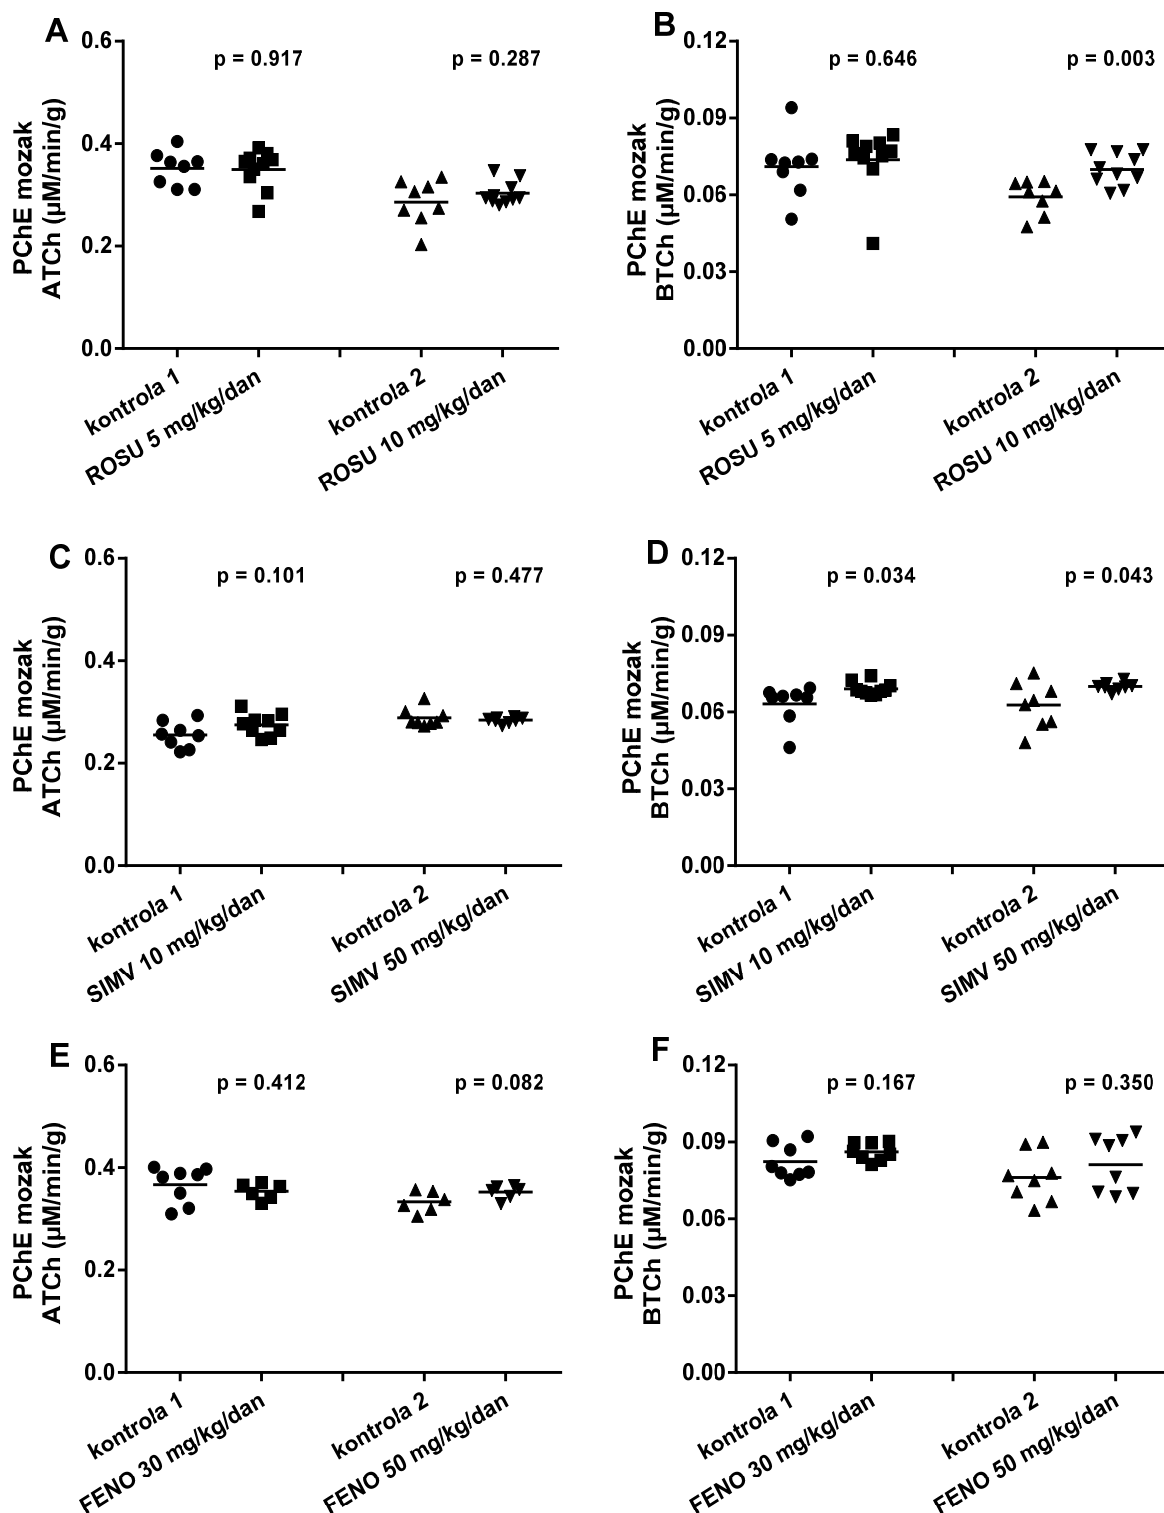 A
0.6
0.4
0.2
0.0
PChE mozak
ATCh (µM/min/g)
p = 0.917
p = 0.287
kontrola 1
ROSU 5 mg/kg/dan
kontrola 2
ROSU 10 mg/kg/dan
B
0.12
0.09
0.06
0.03
0.00
PChE mozak
BTCh (µM/min/g)
p = 0.646
p = 0.003
kontrola 1
ROSU 5 mg/kg/dan
kontrola 2
ROSU 10 mg/kg/dan
C
0.6
0.4
0.2
0.0
PChE mozak
ATCh (µM/min/g)
p = 0.101
p = 0.477
kontrola 1
SIMV 10 mg/kg/dan
kontrola 2
SIMV 50 mg/kg/dan
D
0.12
0.09
0.06
0.03
0.00
PChE mozak
BTCh (µM/min/g)
p = 0.034
p = 0.043
kontrola 1
SIMV 10 mg/kg/dan
kontrola 2
SIMV 50 mg/kg/dan
E
0.6
0.4
0.2
0.0
PChE mozak
ATCh (µM/min/g)
p = 0.412
p = 0.082
kontrola 1
FENO 30 mg/kg/dan
kontrola 2
FENO 50 mg/kg/dan
F
0.12
0.09
0.06
0.03
0.00
PChE mozak
BTCh (µM/min/g)
p = 0.167
p = 0.350
kontrola 1
FENO 30 mg/kg/dan
kontrola 2
FENO 50 mg/kg/dan